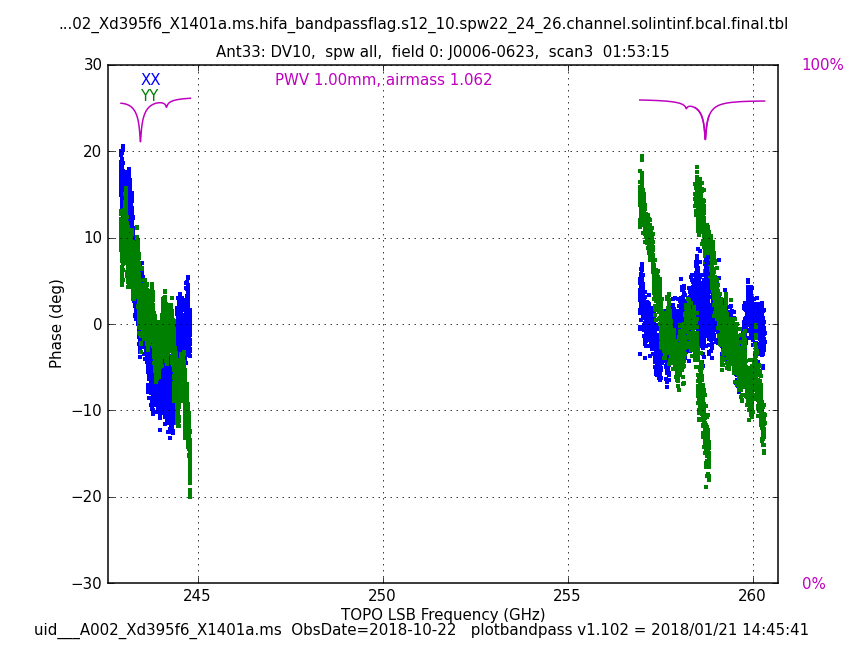 ...02_Xd395f6_X1401a.ms.hifa_bandpassflag.s12_10.spw22_24_26.channel.solintinf.bcal.final.tbl
Ant33: DV10,  spw all,  field 0: J0006-0623,  scan3  01:53:15
30
XX
PWV 1.00mm, airmass 1.062
100%
YY
20
10
0
−10
−20
−30
Phase (deg)
0%
245
250
255
260
TOPO LSB Frequency (GHz)
uid___A002_Xd395f6_X1401a.ms  ObsDate=2018-10-22   plotbandpass v1.102 = 2018/01/21 14:45:41